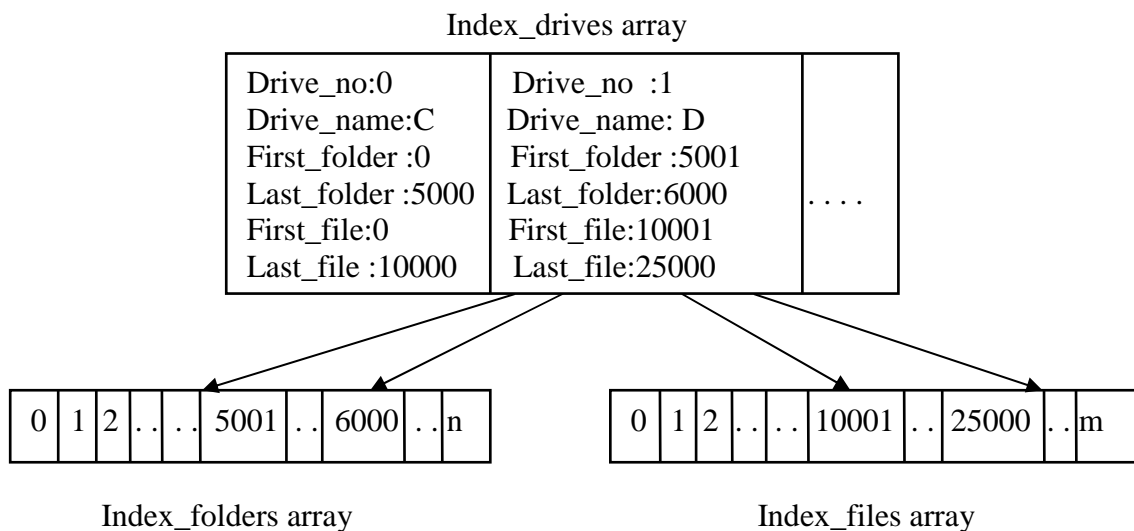 Index_drives array
Drive_no:0
Drive_name:C
First_folder :0
Last_folder :5000
First_file:0
Last_file :10000
Drive_no :1
Drive_name: D
First_folder :5001
Last_folder:6000
First_file:10001
Last_file:25000
. . . .
0 1 2 . . . . 5001 . . 6000 . . n
0 1 2 . . . . 10001 . . 25000 . . m
Index_folders array
Index_files array